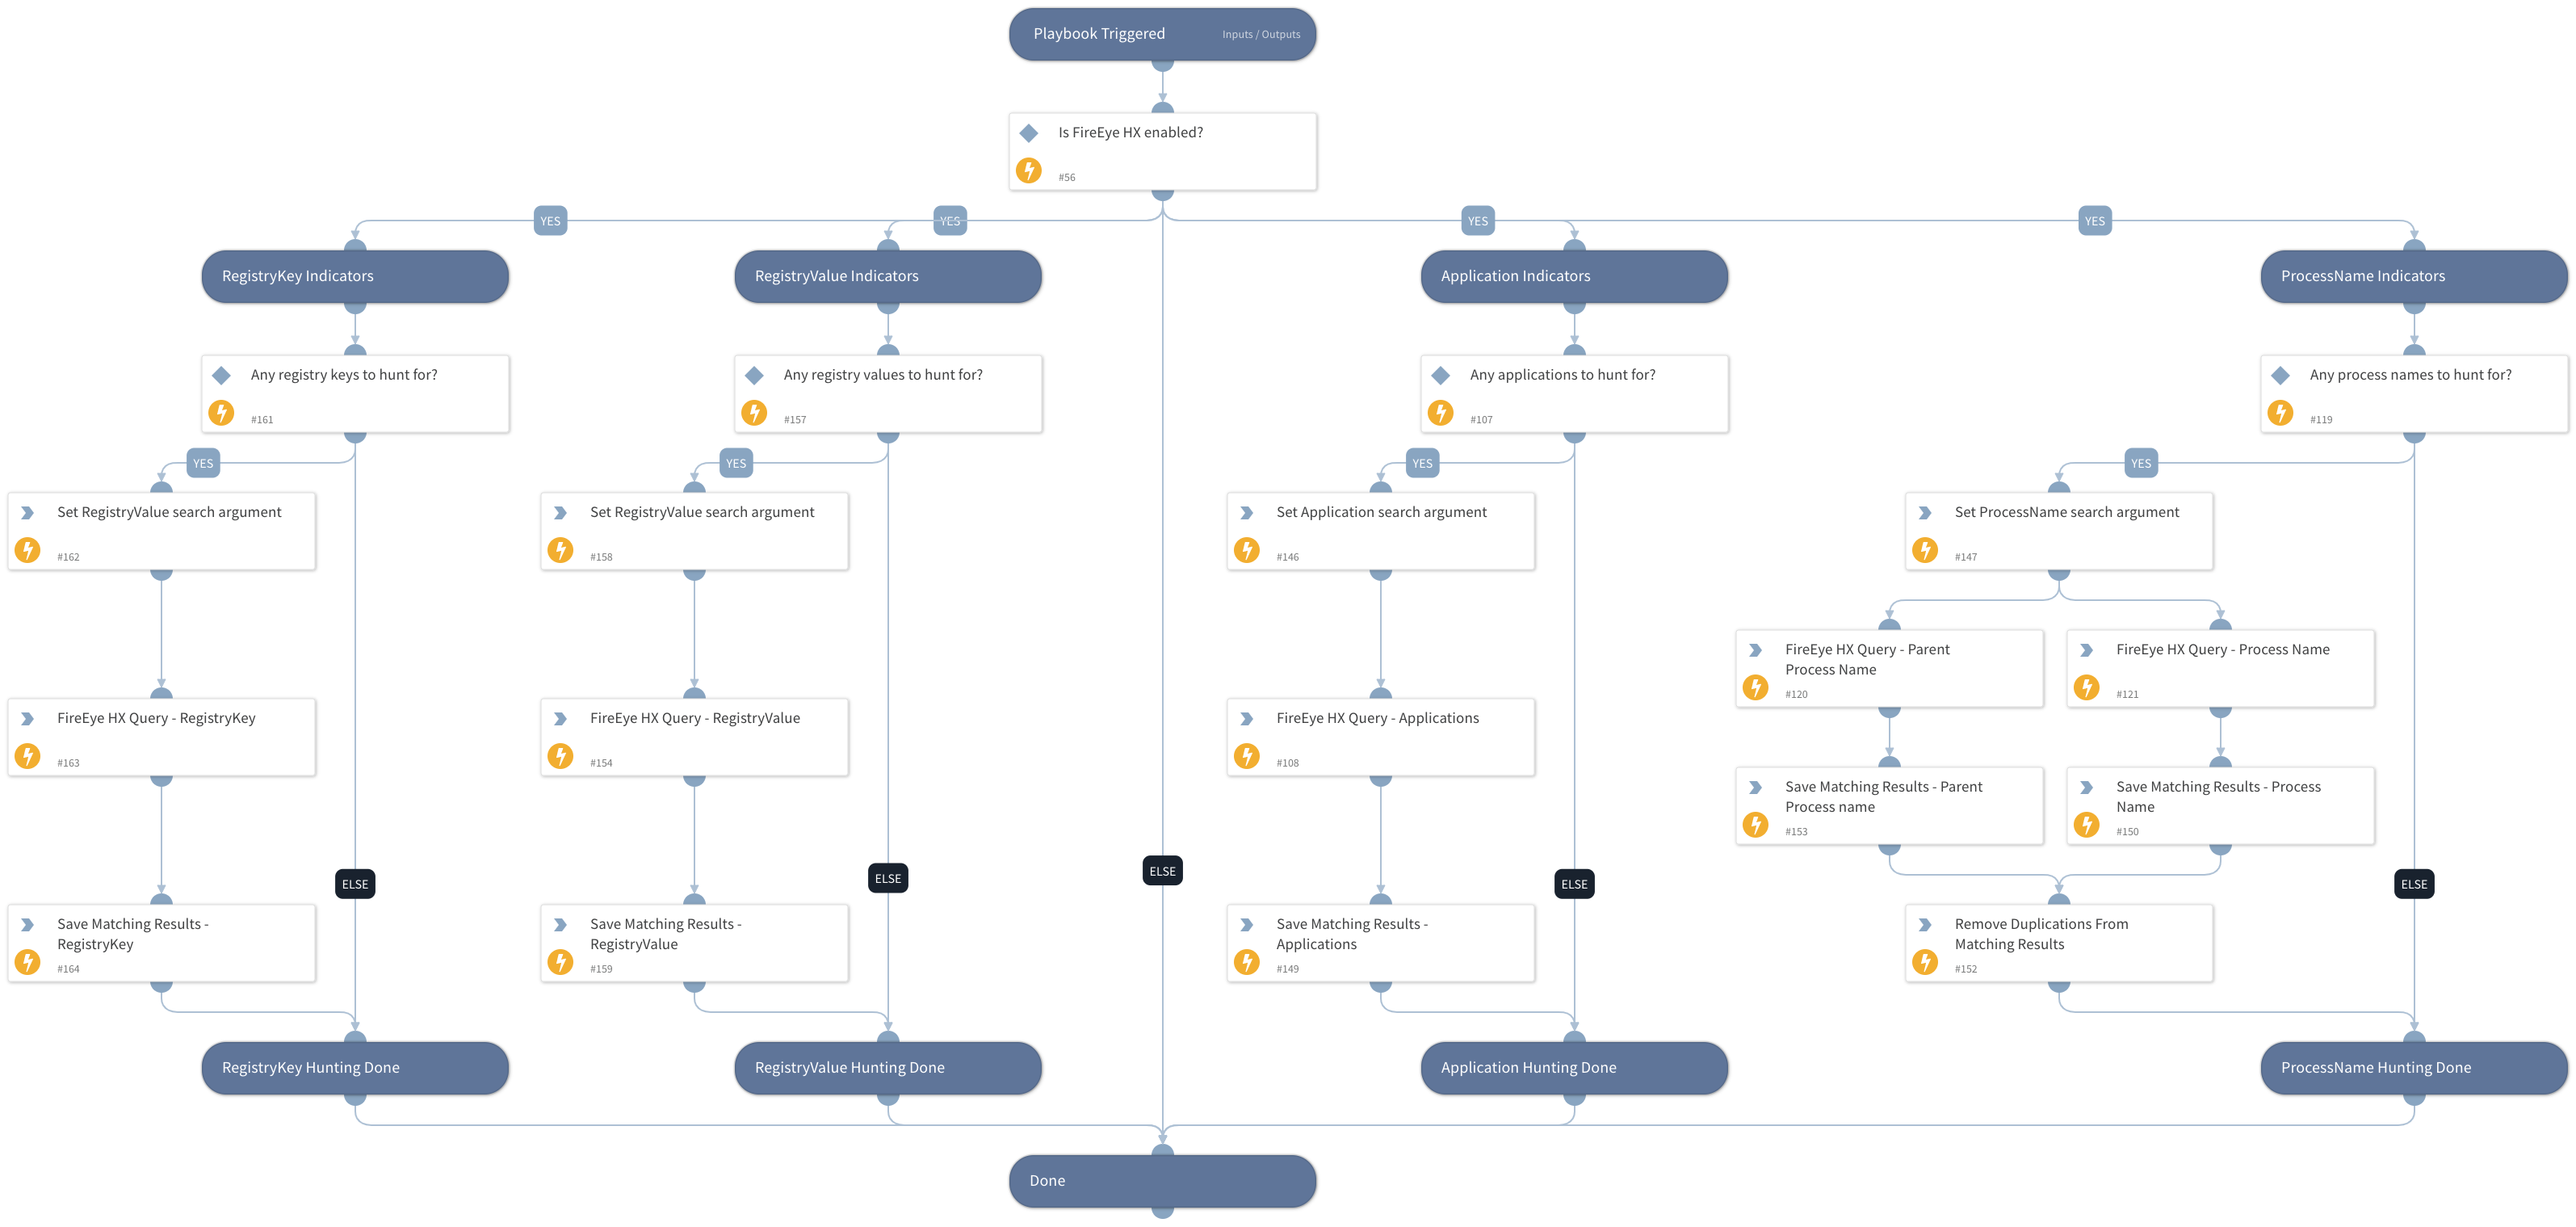 Playbook Triggered
Inputs / Outputs
Is FireEye HX enabled?
#56
YES
YES
YES
YES
RegistryKey Indicators
RegistryValue Indicators
Application Indicators
ProcessName Indicators
Any registry keys to hunt for?
#161
Any registry values to hunt for?
#157
Any applications to hunt for?
#107
Any process names to hunt for?
#119
YES
YES
YES
YES
Set RegistryValue search argument
#162
Set RegistryValue search argument
#158
Set Application search argument
#146
Set ProcessName search argument
#147
FireEye HX Query - Parent
Process Name
#120
FireEye HX Query - Process Name
#121
FireEye HX Query - RegistryKey
#163
FireEye HX Query - RegistryValue
#154
FireEye HX Query - Applications
#108
Save Matching Results - Parent
Process name
#153
Save Matching Results - Process
Name
#150
ELSE
ELSE
ELSE
ELSE
ELSE
Save Matching Results -
RegistryKey
#164
Save Matching Results -
RegistryValue
#159
Save Matching Results -
Applications
#149
Remove Duplications From
Matching Results
#152
RegistryKey Hunting Done
RegistryValue Hunting Done
Application Hunting Done
ProcessName Hunting Done
Done